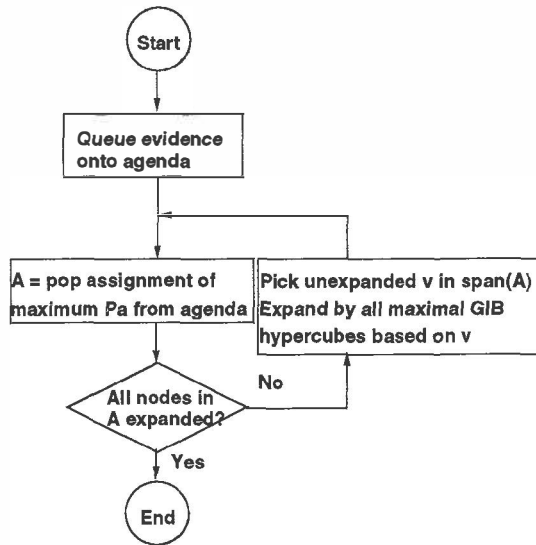 Start
Queue evidence
onto agenda
A = pop assignment of
maximum Pa from agenda
Pick unexpanded v in span(A)
Expand by all maximal GIB
hypercubes based on v
All nodes in
A expanded?
No
Yes
End